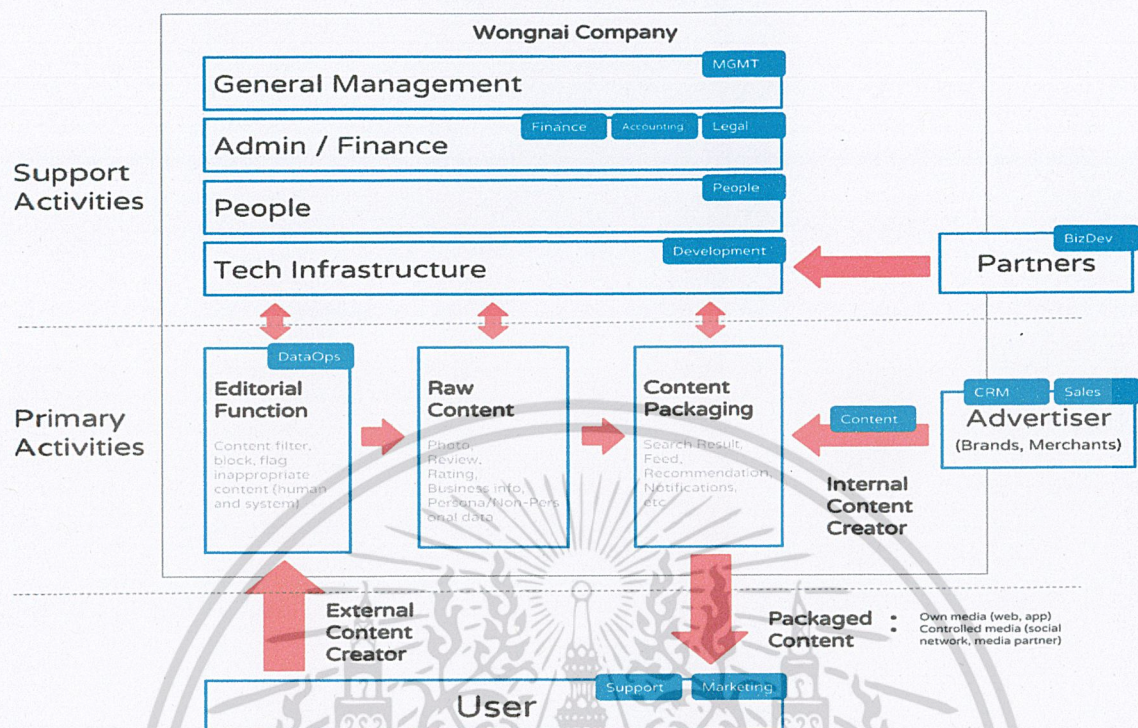 Wongnai Company
MGMT
General Management
Finance
Accounting
Legal
Admin / Finance
People
People
Development
Tech Infrastructure
Support
Activities
BizDev
Partners
Primary
Activities
DataOps
Editorial
Function
Content filter,
block, flag
inappropriate
content (human
and system)
Raw
Content
Photo,
Review,
Rating,
Business info,
Persona/Non-Pers
onal data
Content
Packaging
Search Result,
Feed,
Recommendation,
Notifications,
etc
Content
Internal
Content
Creator
CRM
Sales
Advertiser
(Brands, Merchants)
External
Content
Creator
Packaged
Content
: Own media (web, app)
Controlled media (social
network, media partner)
Support
Marketing
User